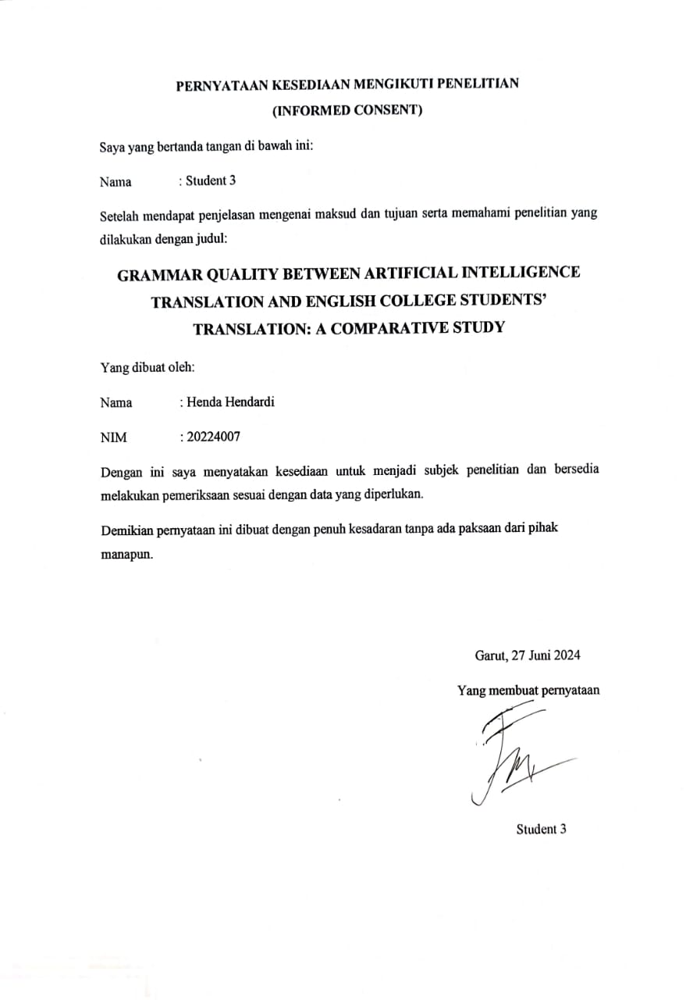 PERNYATAAN KESEDIAAN MENGIKUTI PENELITIAN
(INFORMED CONSENT)
Saya yang bertanda tangan di bawah ini:
Nama : Student 3
Setelah mendapat penjelasan mengenai maksud dan tujuan serta memahami penelitian yang
dilakukan dengan judul:
GRAMMAR QUALITY BETWEEN ARTIFICIAL INTELLIGENCE
TRANSLATION AND ENGLISH COLLEGE STUDENTS’
TRANSLATION: A COMPARATIVE STUDY
Yang dibuat oleh:
Nama : Henda Hendardi
NIM : 20224007
Dengan ini saya menyatakan kesediaan untuk menjadi subjek penelitian dan bersedia
melakukan pemeriksaan sesuai dengan data yang diperlukan.
Demikian pernyataan ini dibuat dengan penuh kesadaran tanpa ada paksaan dari pihak
manapun.
Garut, 27 Juni 2024
Yang membuat pernyataan
Student 3